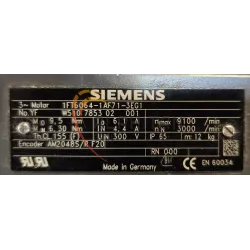 SIEMENS
3~ Motor 1FT6064-1AF71-3EG1
No.YF W510 7853 02 001
M₀ 9,5 Nm I₀ 6,1 A nmax 9100 /min
MN 6,30 Nm IN 4,4 A nN 3000 /min
Th.CL 155 (F) UIN 300 V IP 65 m: 12 kg
Encoder AM2048S/R F20
RN 000
Made in Germany EN 60034